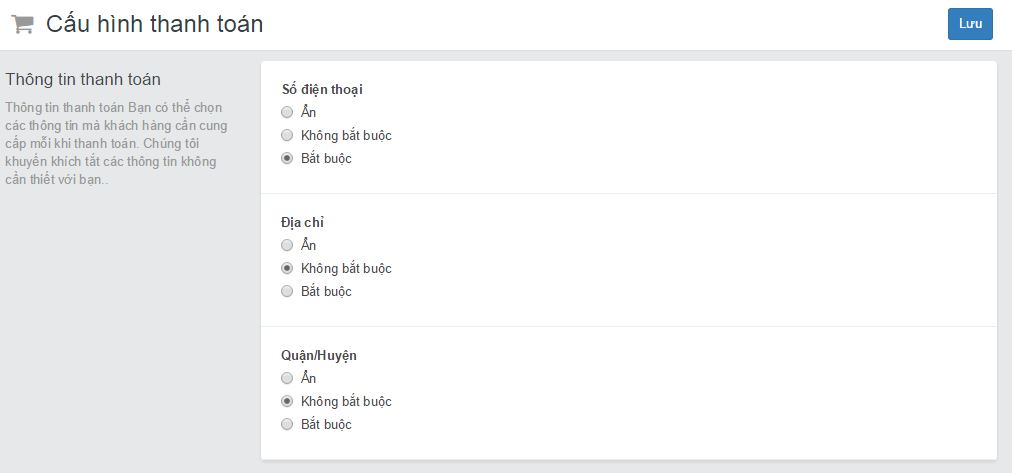 Cấu hình thanh toán
Lưu
Thông tin thanh toán
Thông tin thanh toán Bạn có thể chọn
các thông tin mà khách hàng cần cung
cấp mỗi khi thanh toán. Chúng tôi
khuyến khích tắt các thông tin không
cần thiết với bạn..
Số điện thoại
Ẩn
Không bắt buộc
Bắt buộc
Địa chỉ
Ẩn
Không bắt buộc
Bắt buộc
Quận/Huyện
Ẩn
Không bắt buộc
Bắt buộc